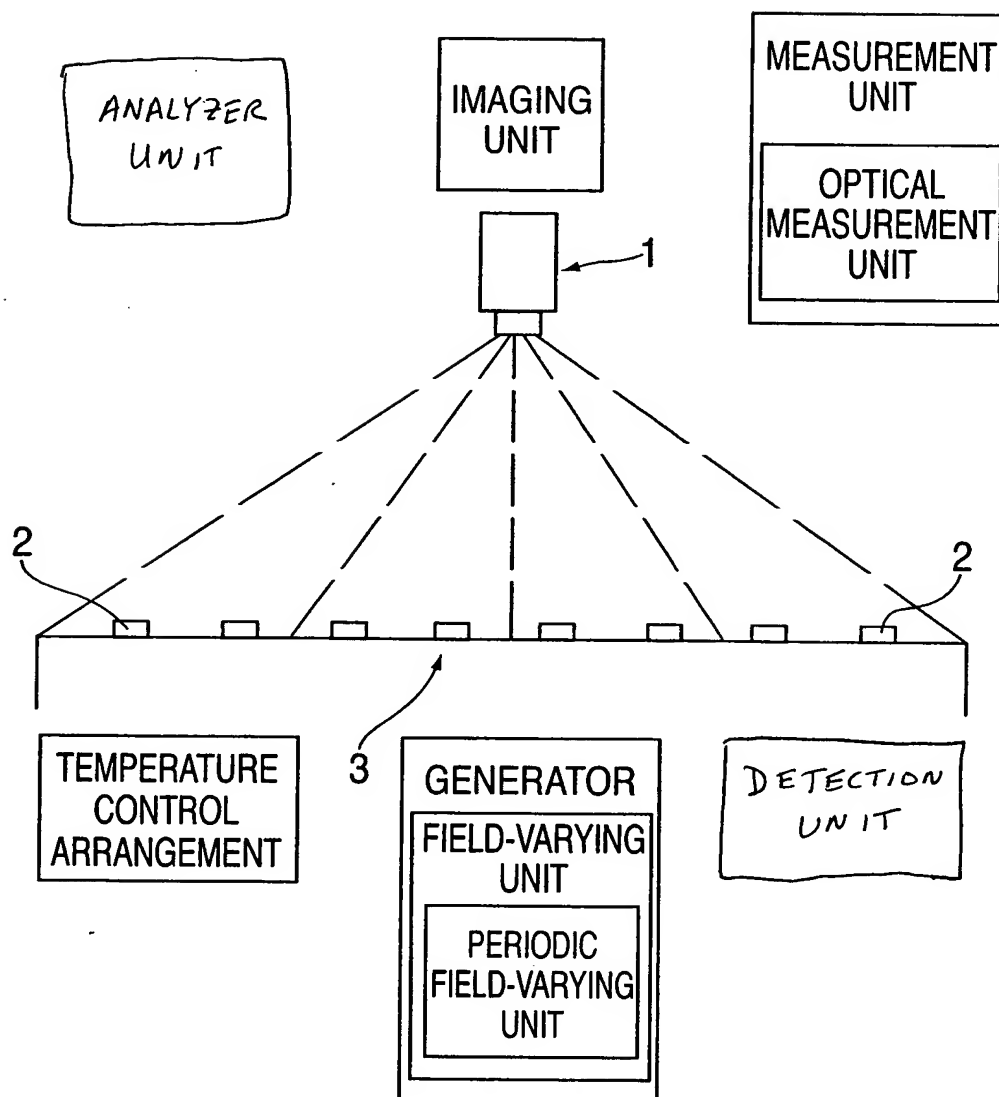 ANALYZER
UNIT
IMAGING
UNIT
MEASUREMENT
UNIT
OPTICAL
MEASUREMENT
UNIT
1
2
2
3
TEMPERATURE
CONTROL
ARRANGEMENT
GENERATOR
FIELD-VARYING
UNIT
PERIODIC
FIELD-VARYING
UNIT
DETECTION
UNIT